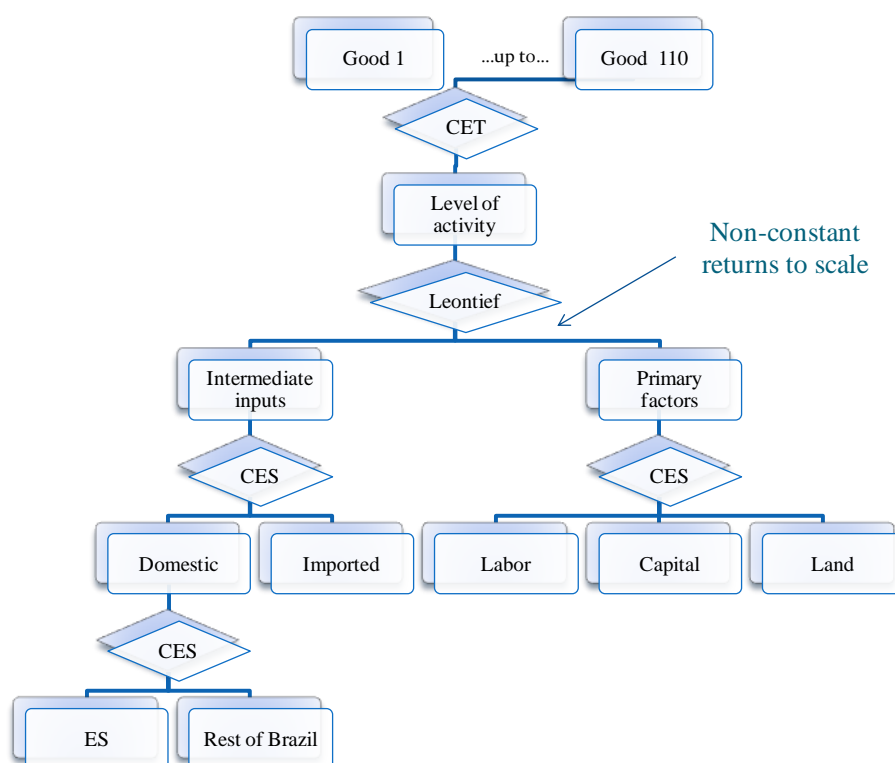 Good 1
...up to...
Good 110
CET
Level of
activity
Non-constant
returns to scale
Leontief
Intermediate
inputs
Primary
factors
CES
CES
Domestic
Imported
Labor
Capital
Land
CES
ES
Rest of Brazil